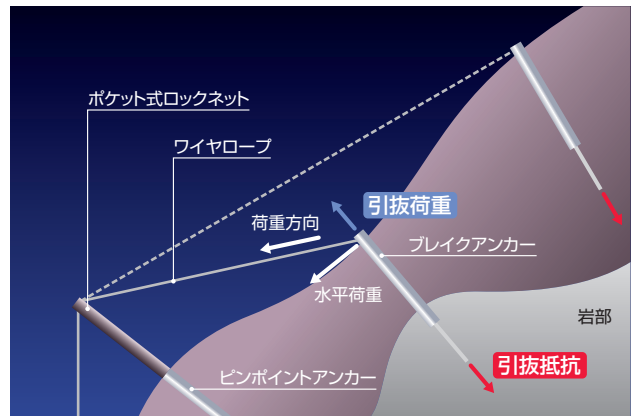 ポケット式ロックネット
ワイヤロープ
引抜荷重
荷重方向
ブレイクアンカー
水平荷重
岩部
引抜抵抗
ピンポイントアンカー